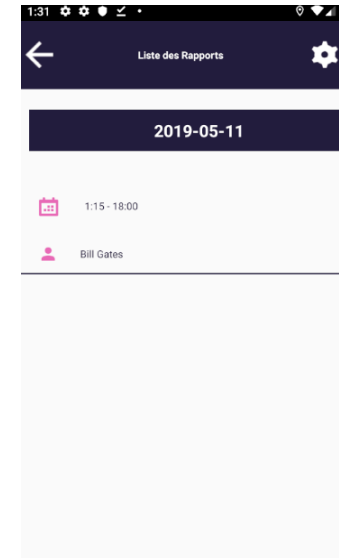 1:31
Liste des Rapports
2019-05-11
1:15 - 18:00
Bill Gates